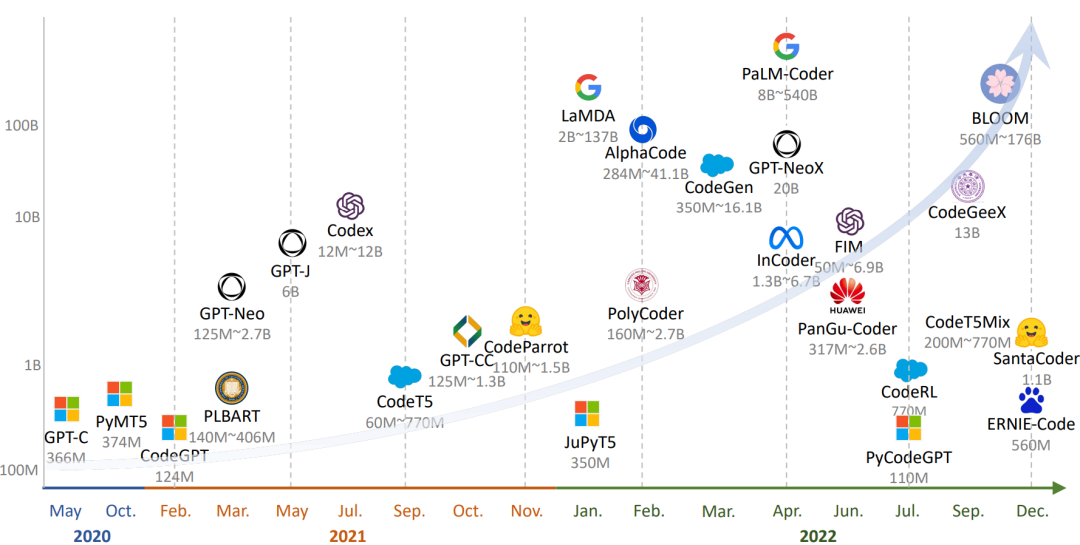 100B
10B
1B
100M
GPT-C
366M
PyMT5
374M
CodeGPT
124M
PLBART
140M~406M
GPT-Neo
125M~2.7B
GPT-J
6B
Codex
12M~12B
CodeT5
60M~770M
GPT-CC
125M~1.3B
CodeParrot
110M~1.5B
LaMDA
2B~137B
JuPyT5
350M
AlphaCode
284M~41.1B
PolyCoder
160M~2.7B
CodeGen
350M~16.1B
PaLM-Coder
8B~540B
GPT-NeoX
20B
InCoder
1.3B~6.7B
FIM
50M~6.9B
HUAWEI
PanGu-Coder
317M~2.6B
CodeRL
770M
PyCodeGPT
110M
CodeGeeX
13B
BLOOM
560M~176B
CodeT5Mix
200M~770M
SantaCoder
1.1B
ERNIE-Code
560M
May Oct. Feb. Mar. May Jul. Sep. Oct. Nov. Jan. Feb. Mar. Apr. Jun. Jul. Sep. Dec.
2020 2021 2022